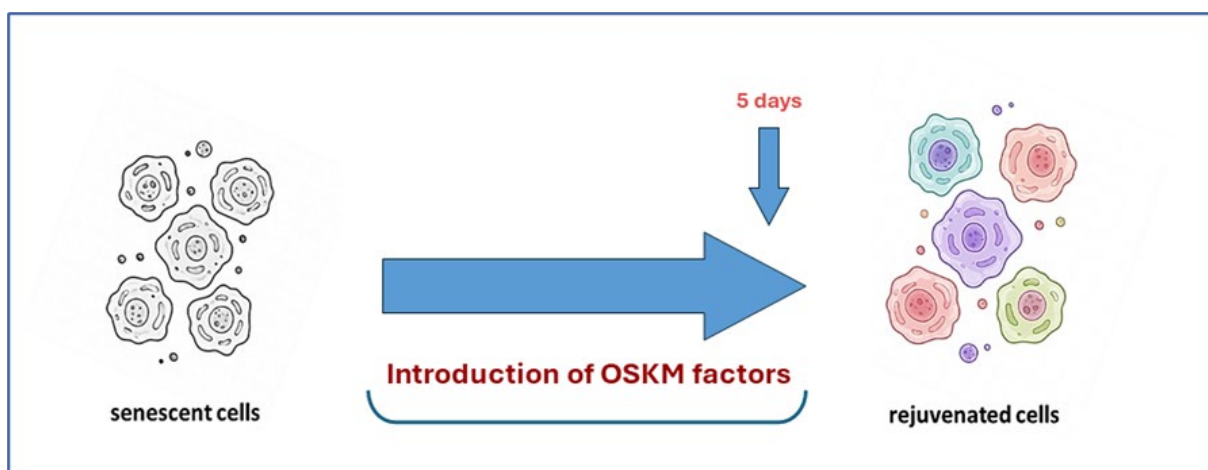 5 days
Introduction of OSKM factors
senescent cells
rejuvenated cells